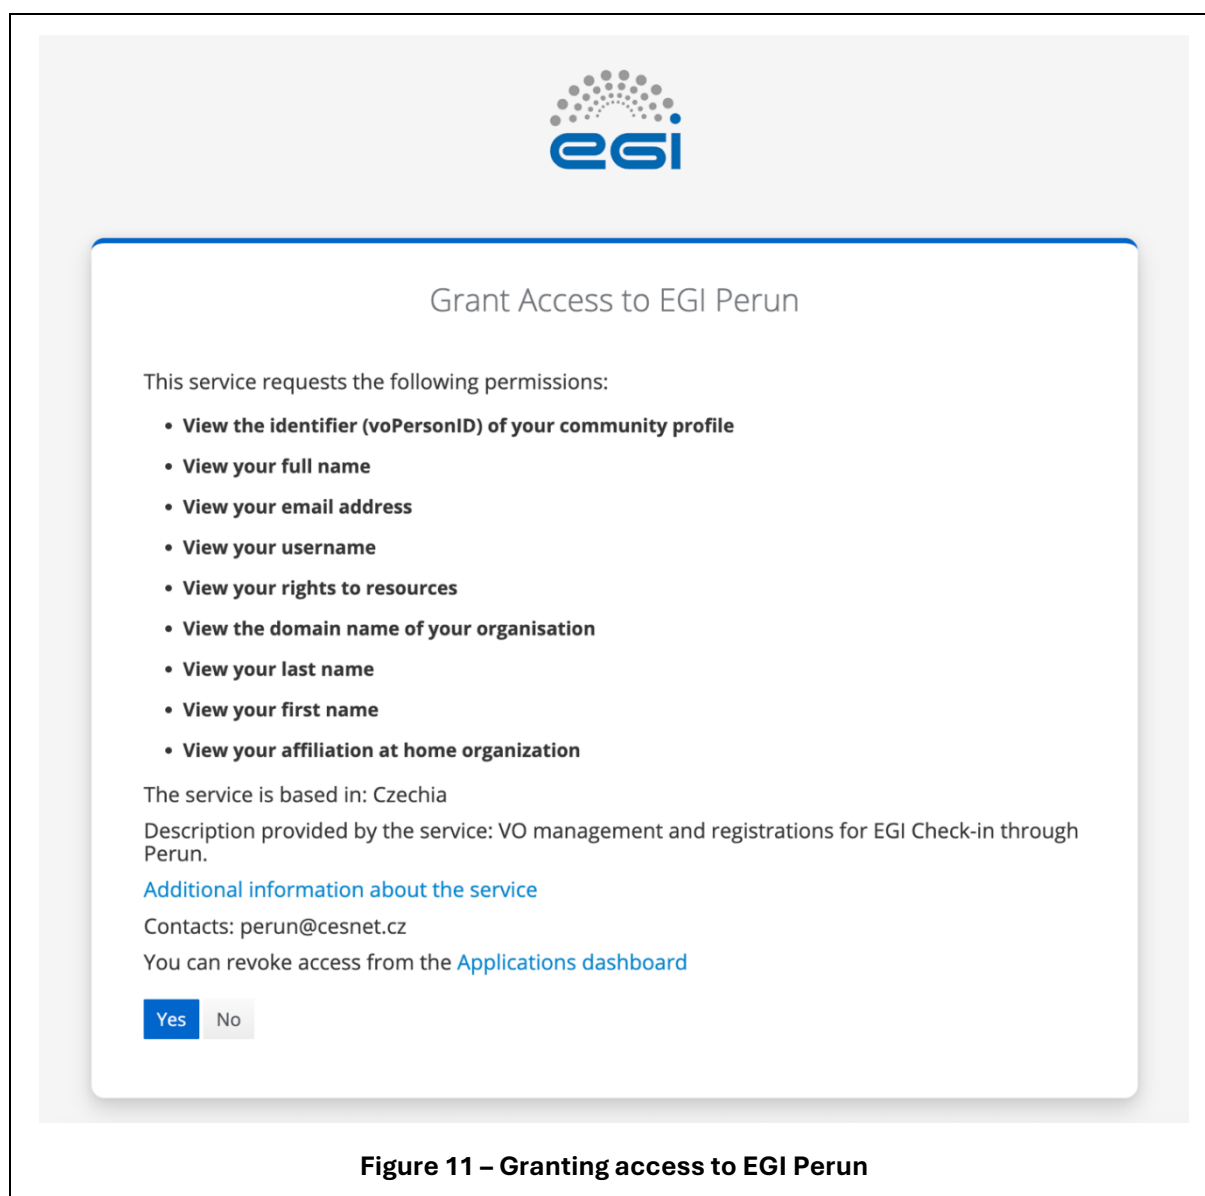 egi
Grant Access to EGI Perun
This service requests the following permissions:
• View the identifier (voPersonID) of your community profile
• View your full name
• View your email address
• View your username
• View your rights to resources
• View the domain name of your organisation
• View your last name
• View your first name
• View your affiliation at home organization
The service is based in: Czechia
Description provided by the service: VO management and registrations for EGI Check-in through
Perun.
Additional information about the service
Contacts: perun@cesnet.cz
You can revoke access from the Applications dashboard
Yes No
Figure 11 – Granting access to EGI Perun